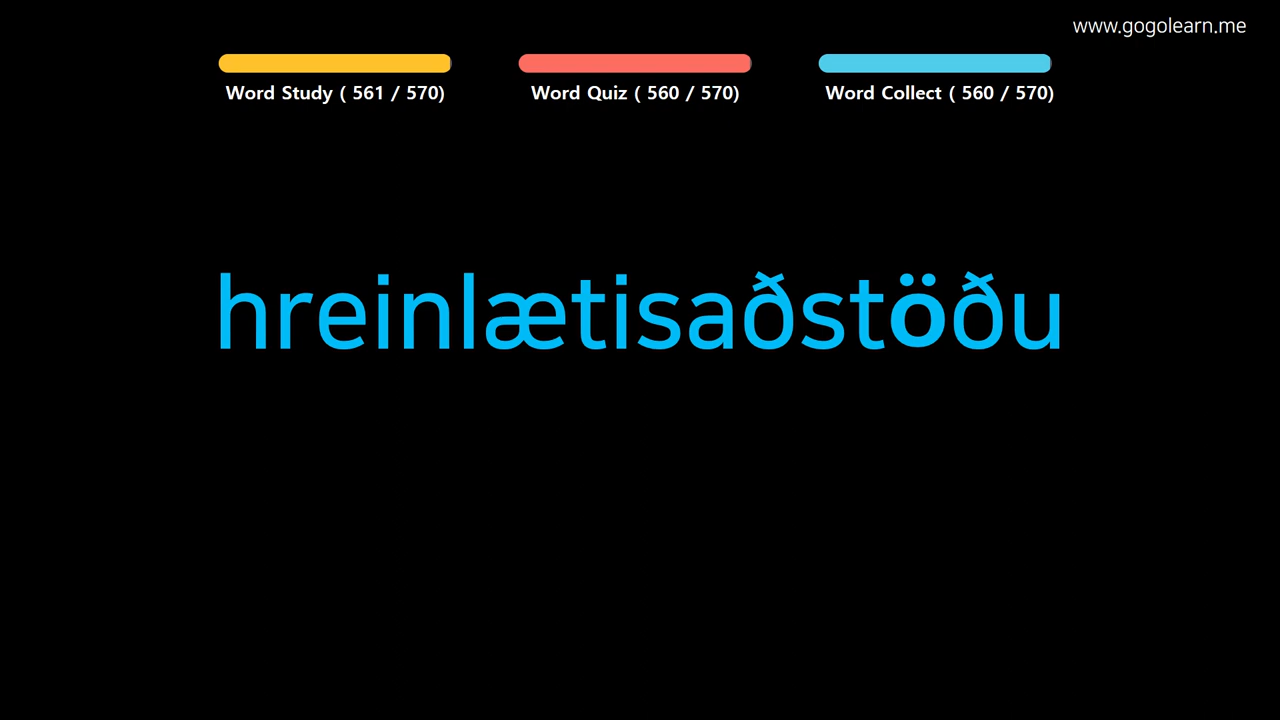 www.gogolearn.me
Word Study ( 561 / 570)
Word Quiz ( 560 / 570)
Word Collect ( 560 / 570)
hreinlætisaðstöðu